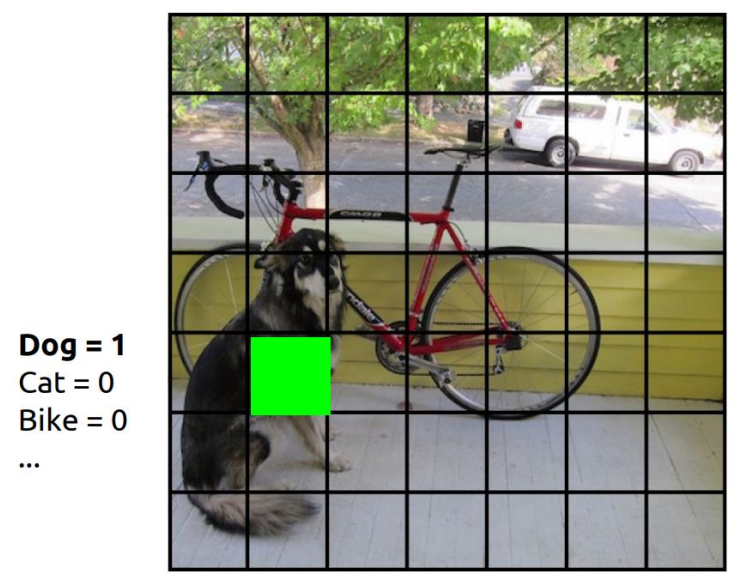 Dog = 1
Cat = 0
Bike = 0
...